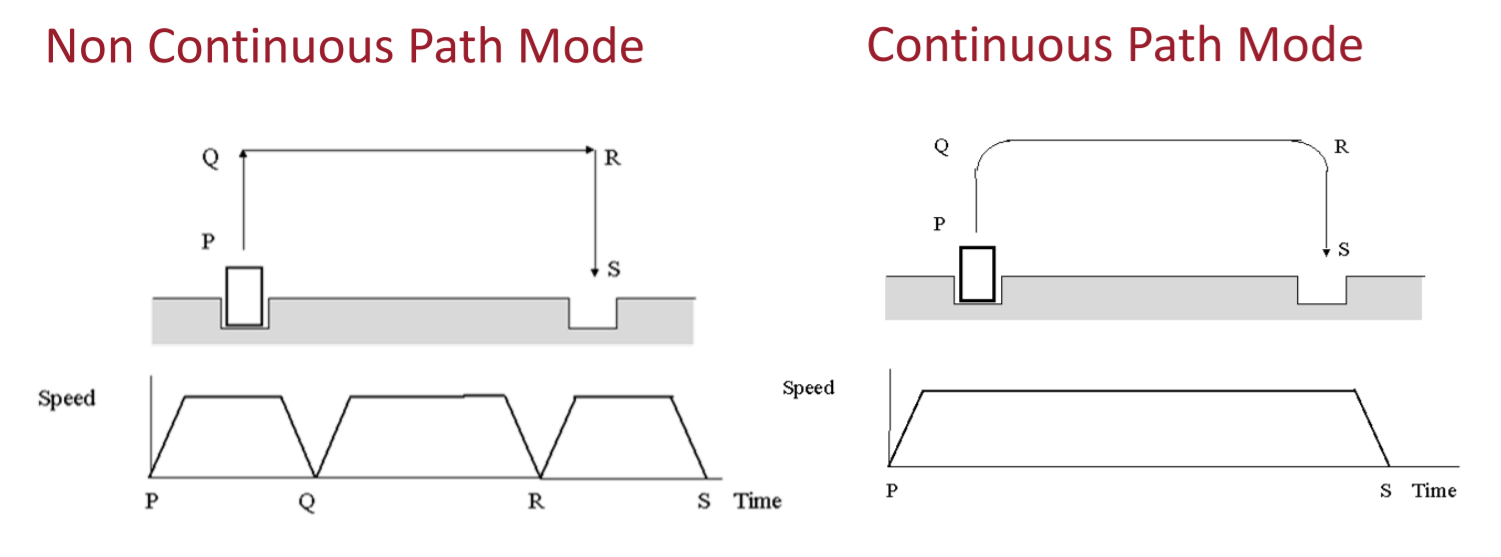 Non Continuous Path Mode
Q
R
P
S
Speed
P Q R S Time
Continuous Path Mode
Q
R
P
S
Speed
P S Time